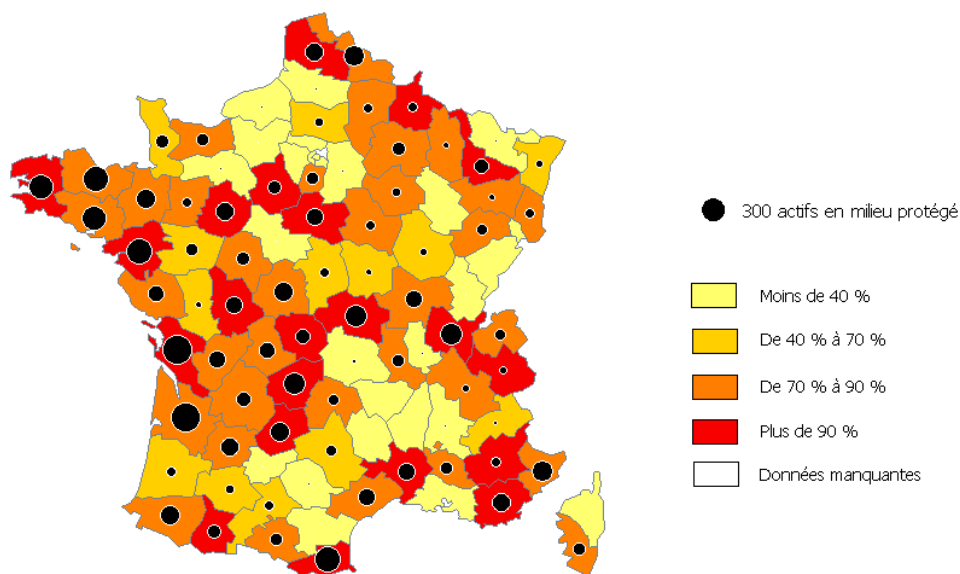 300 actifs en milieu protégé
Moins de 40 %
De 40 % à 70 %
De 70 % à 90 %
Plus de 90 %
Données manquantes